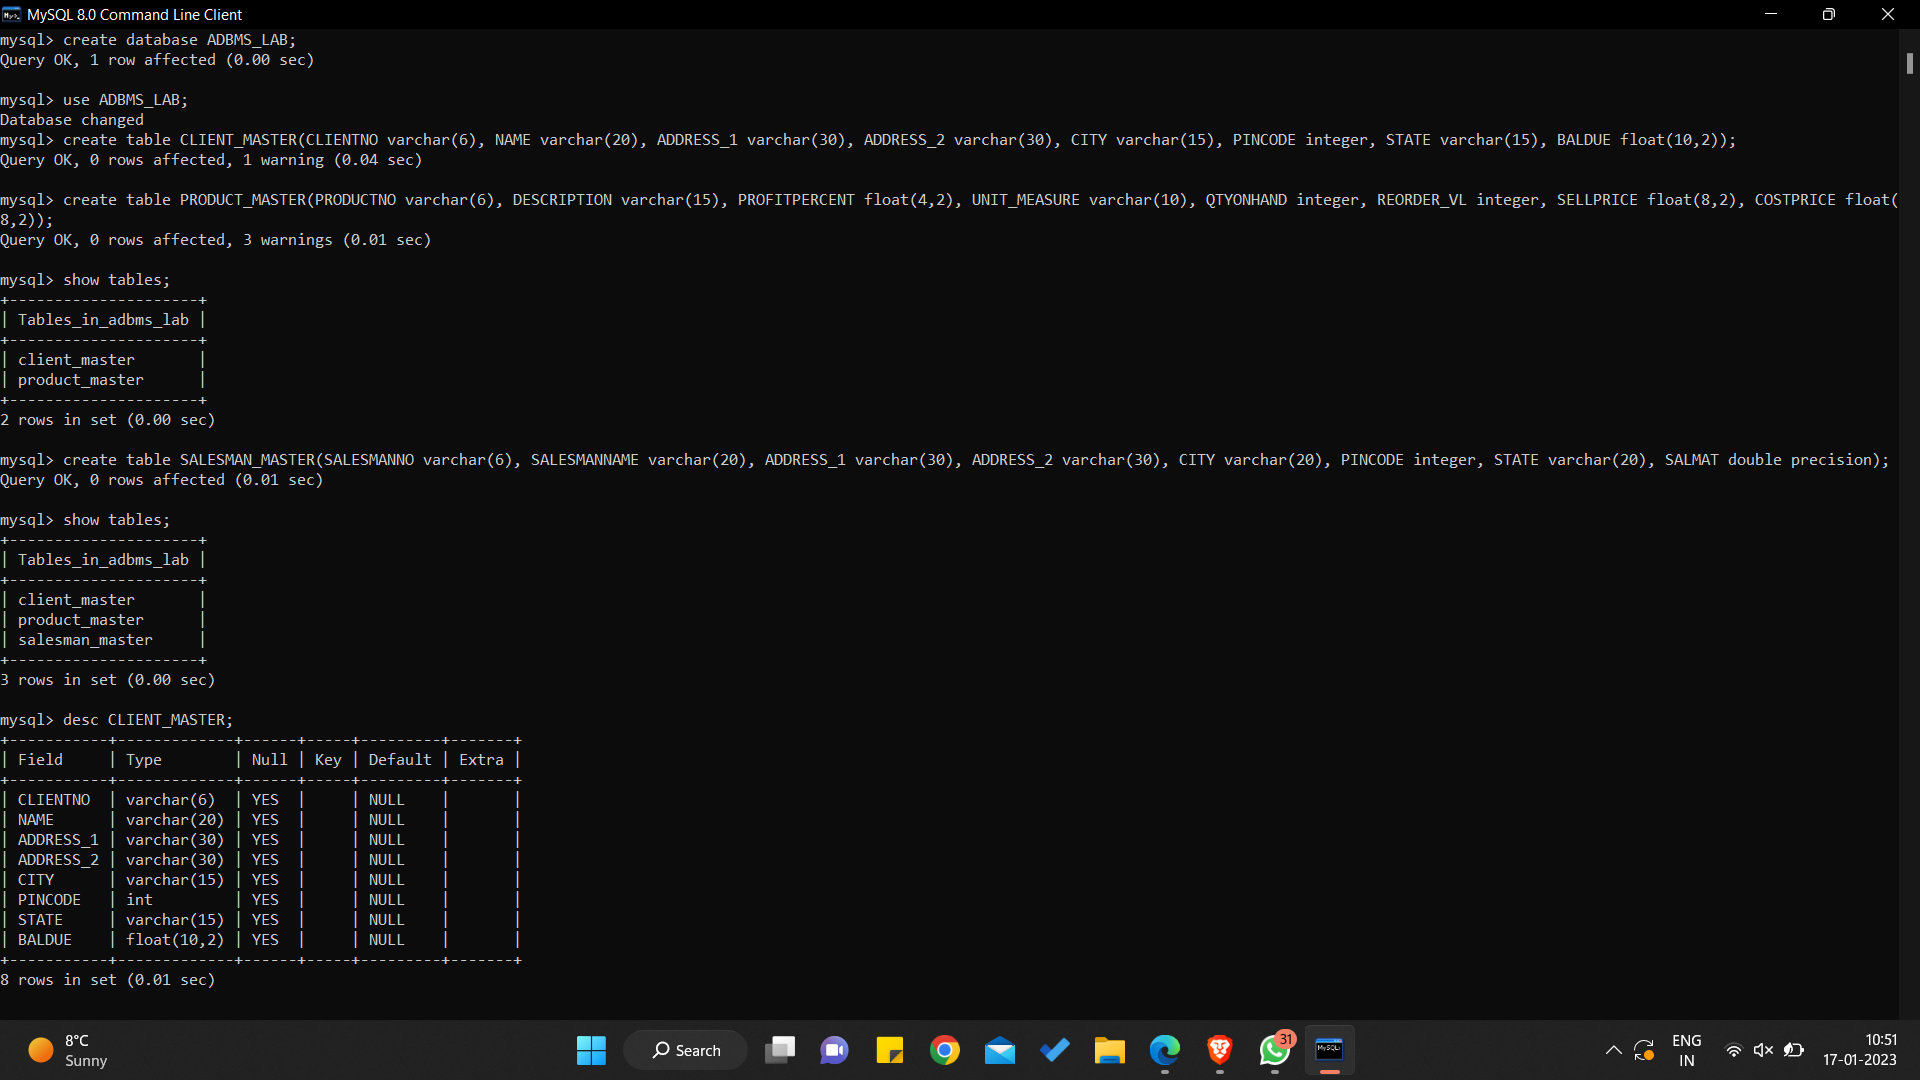 MySQL 8.0 Command Line Client
mysql> create database ADBMS_LAB;
Query OK, 1 row affected (0.00 sec)
mysql> use ADBMS_LAB;
Database changed
mysql> create table CLIENT_MASTER(CLIENTNO varchar(6), NAME varchar(20), ADDRESS_1 varchar(30), ADDRESS_2 varchar(30), CITY varchar(15), PINCODE integer, STATE varchar(15), BALDUE float(10,2));
Query OK, 0 rows affected, 1 warning (0.04 sec)
mysql> create table PRODUCT_MASTER(PRODUCTNO varchar(6), DESCRIPTION varchar(15), PROFITPERCENT float(4,2), UNIT_MEASURE varchar(10), QTYONHAND integer, REORDER_VL integer, SELLPRICE float(8,2), COSTPRICE float(
8,2));
Query OK, 0 rows affected, 3 warnings (0.01 sec)
mysql> show tables;
+---------------------+
| Tables_in_adbms_lab |
+---------------------+
| client_master       |
| product_master      |
+---------------------+
2 rows in set (0.00 sec)
mysql> create table SALESMAN_MASTER(SALESMANNO varchar(6), SALESMANNAME varchar(20), ADDRESS_1 varchar(30), ADDRESS_2 varchar(30), CITY varchar(20), PINCODE integer, STATE varchar(20), SALMAT double precision);
Query OK, 0 rows affected (0.01 sec)
mysql> show tables;
+---------------------+
| Tables_in_adbms_lab |
+---------------------+
| client_master       |
| product_master      |
| salesman_master     |
+---------------------+
3 rows in set (0.00 sec)
mysql> desc CLIENT_MASTER;
+-----------+-------------+------+-----+---------+-------+
| Field     | Type        | Null | Key | Default | Extra |
+-----------+-------------+------+-----+---------+-------+
| CLIENTNO  | varchar(6)  | YES  |     | NULL    |       |
| NAME      | varchar(20) | YES  |     | NULL    |       |
| ADDRESS_1 | varchar(30) | YES  |     | NULL    |       |
| ADDRESS_2 | varchar(30) | YES  |     | NULL    |       |
| CITY      | varchar(15) | YES  |     | NULL    |       |
| PINCODE   | int         | YES  |     | NULL    |       |
| STATE     | varchar(15) | YES  |     | NULL    |       |
| BALDUE    | float(10,2) | YES  |     | NULL    |       |
+-----------+-------------+------+-----+---------+-------+
8 rows in set (0.01 sec)
8°C
Sunny
Search
31
MySQL
ENG
IN
10:51
17-01-2023